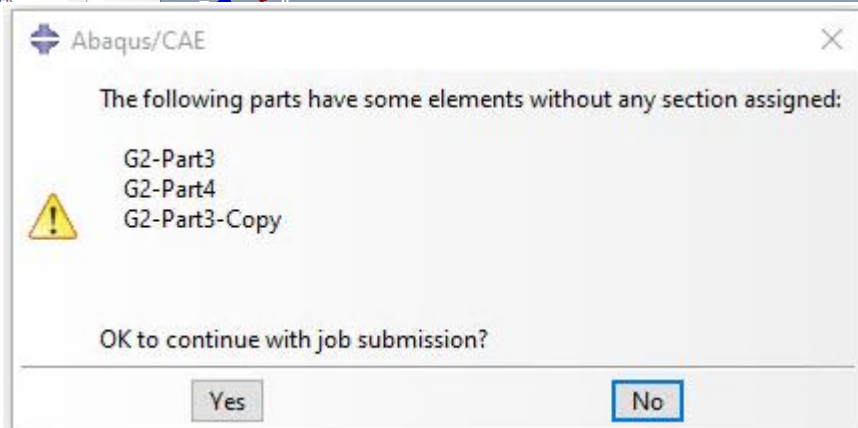 Abaqus/CAE
The following parts have some elements without any section assigned:
G2-Part3
G2-Part4
G2-Part3-Copy
OK to continue with job submission?
Yes
No